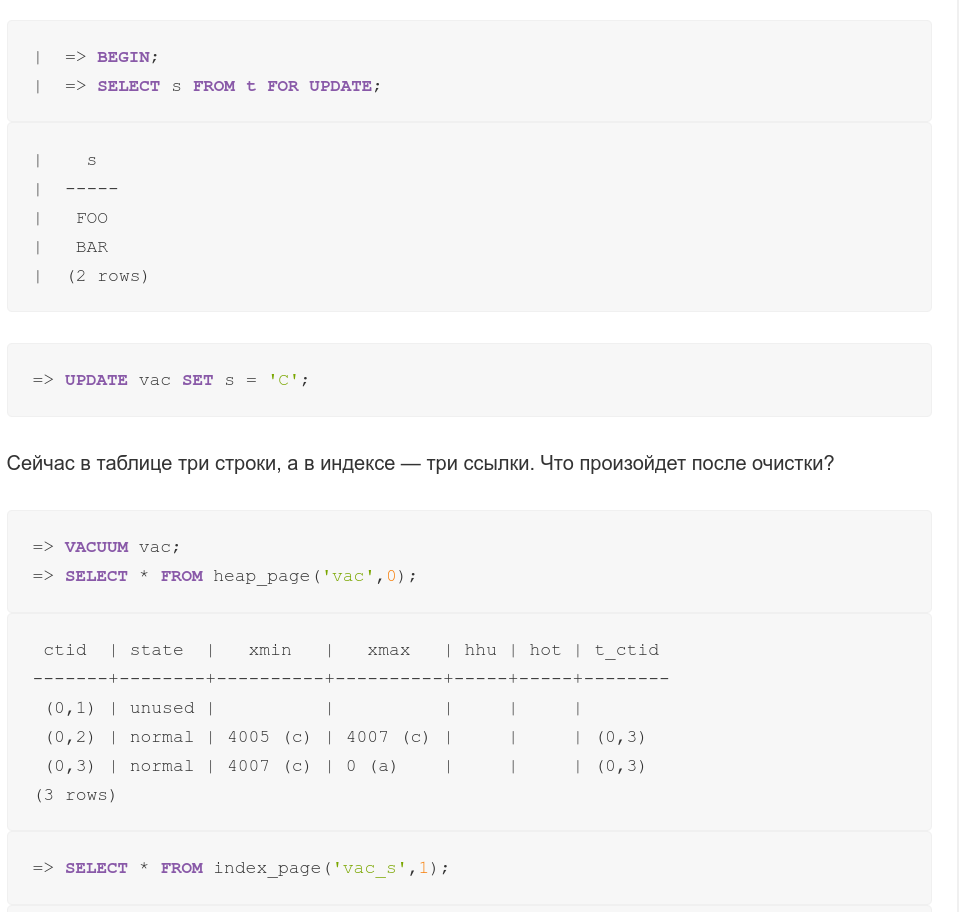 |  => BEGIN;
|  => SELECT s FROM t FOR UPDATE;
|    s
|  -----
|   FOO
|   BAR
|  (2 rows)
=> UPDATE vac SET s = 'C';
Сейчас в таблице три строки, а в индексе — три ссылки. Что произойдет после очистки?
=> VACUUM vac;
=> SELECT * FROM heap_page('vac',0);
 ctid  | state  |   xmin   |   xmax   | hhu | hot | t_ctid
-------+--------+----------+----------+-----+-----+--------
 (0,1) | unused |          |          |     |     |
 (0,2) | normal | 4005 (c) | 4007 (c) |     |     | (0,3)
 (0,3) | normal | 4007 (c) | 0 (a)    |     |     | (0,3)
(3 rows)
=> SELECT * FROM index_page('vac_s',1);